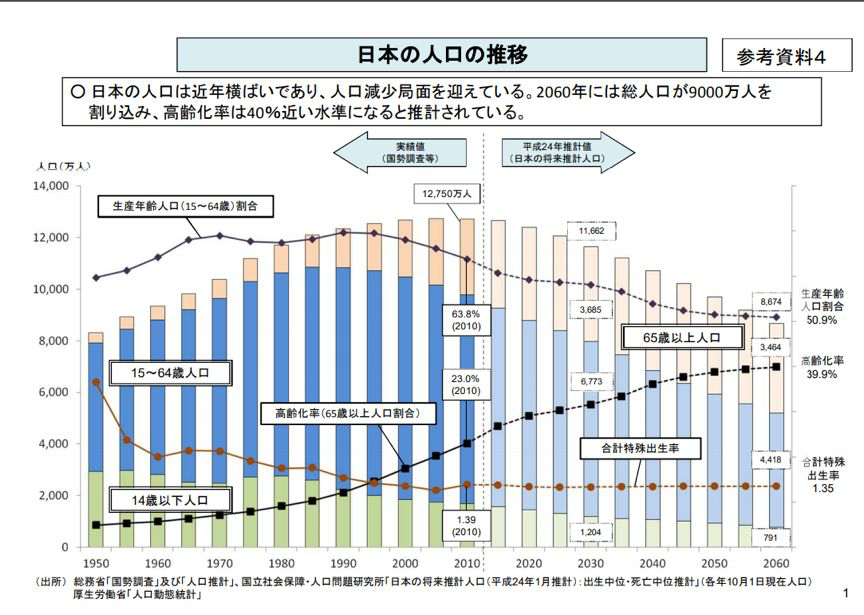 日本の人口の推移
参考資料4
○ 日本の人口は近年横ばいであり、人口減少局面を迎えている。2060年には総人口が9000万人を
割り込み、高齢化率は40%近い水準になると推計されている。
実績値
(国勢調査等)
平成24年推計値
(日本の将来推計人口)
人口(万人)
14,000
12,000
10,000
8,000
6,000
4,000
2,000
0
生産年齢人口(15~64歳)割合
12,750万人
11,662
8,674
生産年齢
人口割合
50.9%
63.8%
(2010)
3,685
65歳以上人口
3,464
15~64歳人口
23.0%
(2010)
6,773
高齢化率
39.9%
高齢化率(65歳以上人口割合)
合計特殊出生率
4,418
合計特殊
出生率
1.35
14歳以下人口
1.39
(2010)
1,204
791
1950 1960 1970 1980 1990 2000 2010 2020 2030 2040 2050 2060
(出所) 総務省「国勢調査」及び「人口推計」、国立社会保障・人口問題研究所「日本の将来推計人口(平成24年1月推計):出生中位・死亡中位推計」(各年10月1日現在人口)
厚生労働省「人口動態統計」
1